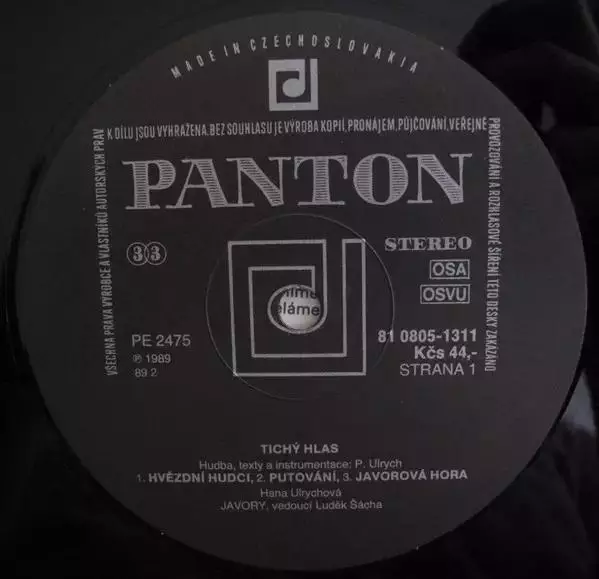 MADE IN CZECHOSLOVAKIA
VŠECHNA PRÁVA VÝROBCE A VLASTNÍKŮ AUTORSKÝCH PRÁV
K DÍLU JSOU VYHRAŽENA. BEZ SOUHLASU JE VÝROBA KOPIÍ, PRONÁJEM, PŮJČOVÁNÍ, VEŘEJNÉ
PROVOZOVÁNÍ A ROZHLASOVÉ ŠÍŘENÍ TÉTO DESKY ZAKÁZÁNO
PANTON
33
STEREO
OSA
OSVU
PE 2475
℗ 1989
89 2
81 0805-1311
Kčs 44,-
STRANA 1
TICHÝ HLAS
Hudba, texty a instrumentace: P. Ulrych
1. HVĚZDNÍ HUDCI, 2. PUTOVÁNÍ, 3. JAVOROVÁ HORA
Hana Ulrychová
JAVORY, vedoucí Luděk Šácha